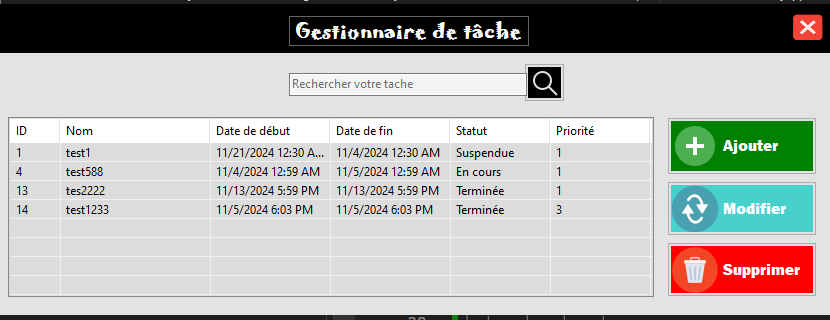 Gestionnaire de tâche
Rechercher votre tache
ID Nom Date de début Date de fin Statut Priorité
1 test1 11/21/2024 12:30 A... 11/4/2024 12:30 AM Suspendue 1
4 test588 11/4/2024 12:59 AM 11/5/2024 12:59 AM En cours 1
13 tes2222 11/13/2024 5:59 PM 11/13/2024 5:59 PM Terminée 1
14 test1233 11/5/2024 6:03 PM 11/5/2024 6:03 PM Terminée 3
Ajouter
Modifier
Supprimer